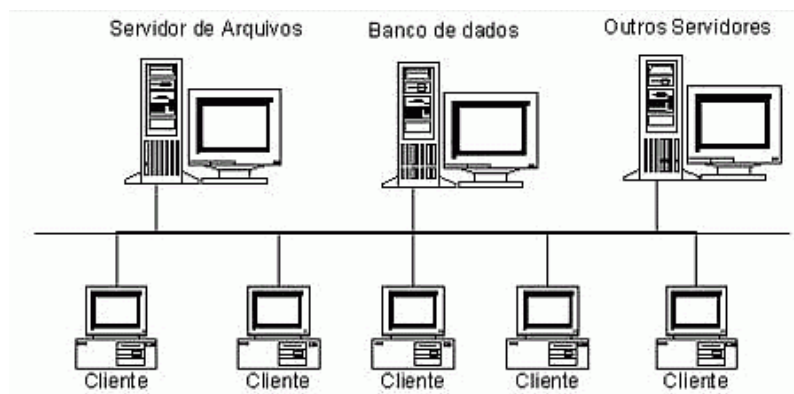 Servidor de Arquivos
Banco de dados
Outros Servidores
Cliente
Cliente
Cliente
Cliente
Cliente